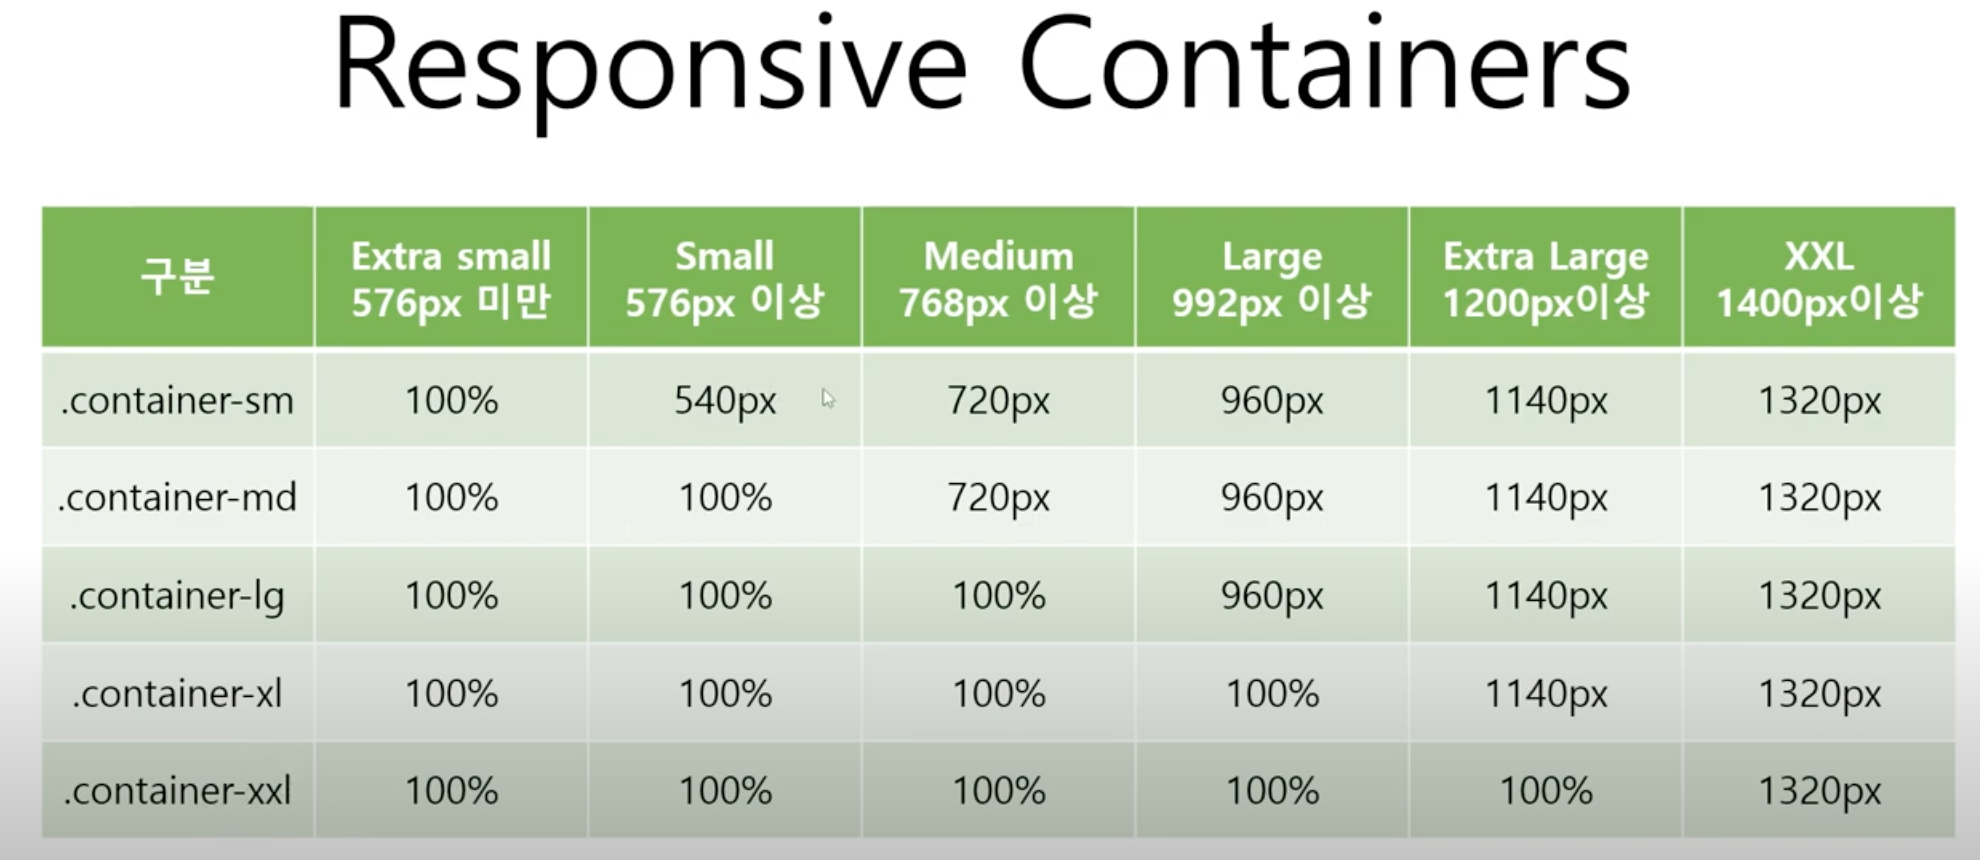 Responsive Containers
구분 Extra small 576px 미만 Small 576px 이상 Medium 768px 이상 Large 992px 이상 Extra Large 1200px이상 XXL 1400px이상
.container-sm 100% 540px 720px 960px 1140px 1320px
.container-md 100% 100% 720px 960px 1140px 1320px
.container-lg 100% 100% 100% 960px 1140px 1320px
.container-xl 100% 100% 100% 100% 1140px 1320px
.container-xxl 100% 100% 100% 100% 100% 1320px